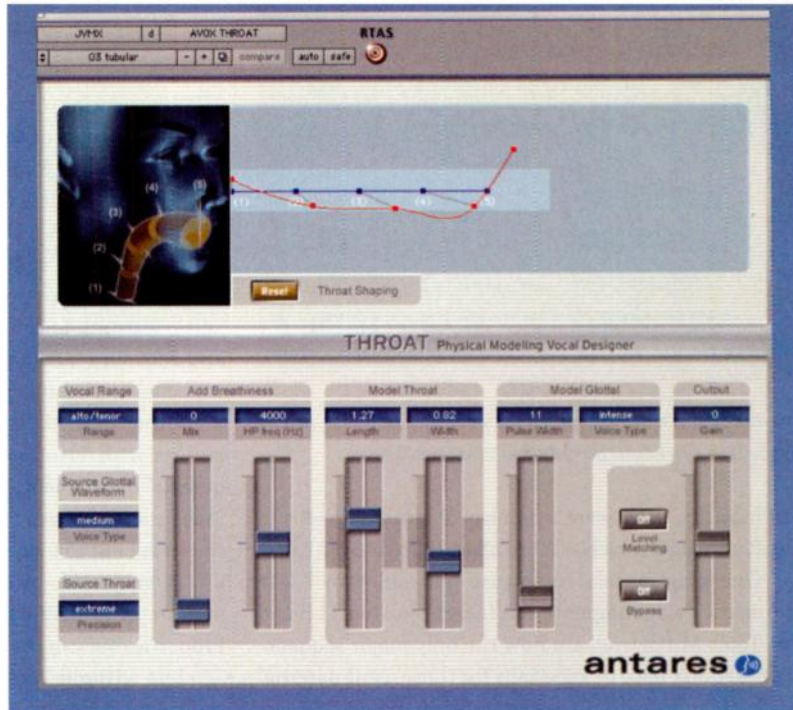 JVMX d AVOX THROAT RTAS
03 tubular - + compare auto safe
(5)
(4)
(3)
(2)
(1)
(1) (2) (3) (4) (5)
Reset Throat Shaping
THROAT Physical Modeling Vocal Designer
Vocal Range Add Breathiness Model Throat Model Glottal Output
alto/tenor 0 4000 1.27 0.82 11 intense 0
Range Mix HP freq (Hz) Length Width Pulse Width Voice Type Gain
Source Glottal
Waveform
medium
Voice Type
Off
Level
Matching
Source Throat
extreme
Precision
Off
Bypass
antares